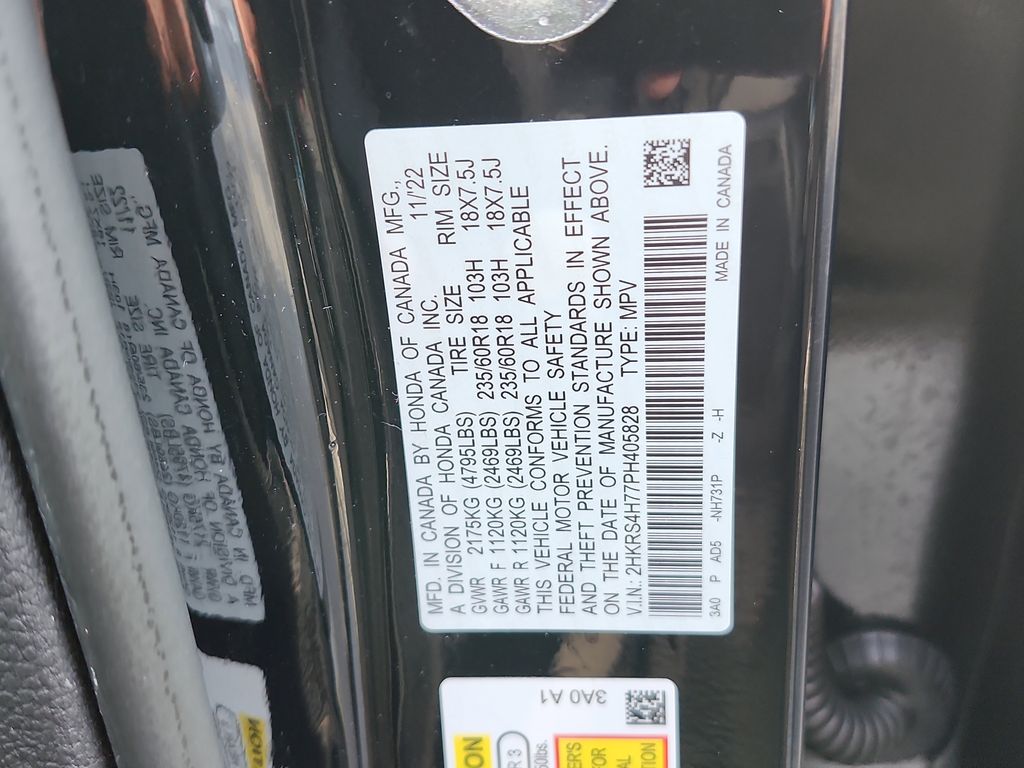 MFD. IN CANADA BY HONDA OF CANADA MFG.,
A DIVISION OF HONDA CANADA INC. 11/22
GVWR 2175KG (4795LBS) TIRE SIZE RIM SIZE
GAWR F 1120KG (2469LBS) 235/60R18 103H 18X7.5J
GAWR R 1120KG (2469LBS) 235/60R18 103H 18X7.5J
THIS VEHICLE CONFORMS TO ALL APPLICABLE
FEDERAL MOTOR VEHICLE SAFETY
AND THEFT PREVENTION STANDARDS IN EFFECT
ON THE DATE OF MANUFACTURE SHOWN ABOVE.
V.I.N.: 2HKRS4H77PH405828 TYPE: MPV
3A0 P AD5 -NH731P -Z -H MADE IN CANADA
3A0 A1